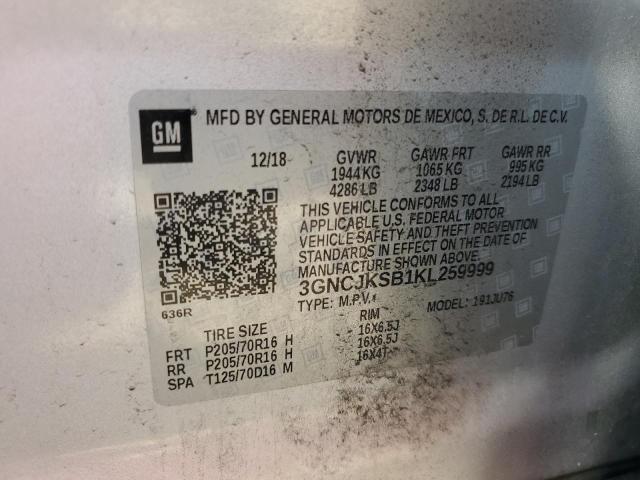 GM
MFD BY GENERAL MOTORS DE MEXICO, S. DE R.L. DE C.V.
12/18 GVWR GAWR FRT GAWR RR
1944 KG 1065 KG 995 KG
4286 LB 2348 LB 2194 LB
THIS VEHICLE CONFORMS TO ALL
APPLICABLE U.S. FEDERAL MOTOR
VEHICLE SAFETY AND THEFT PREVENTION
STANDARDS IN EFFECT ON THE DATE OF
MANUFACTURE SHOWN ABOVE.
3GNCJKSB1KL259999
TYPE: M.P.V. MODEL: 191JU76
636R
TIRE SIZE RIM
FRT P205/70R16 H 16X6.5J
RR P205/70R16 H 16X6.5J
SPA T125/70D16 M 16X4T